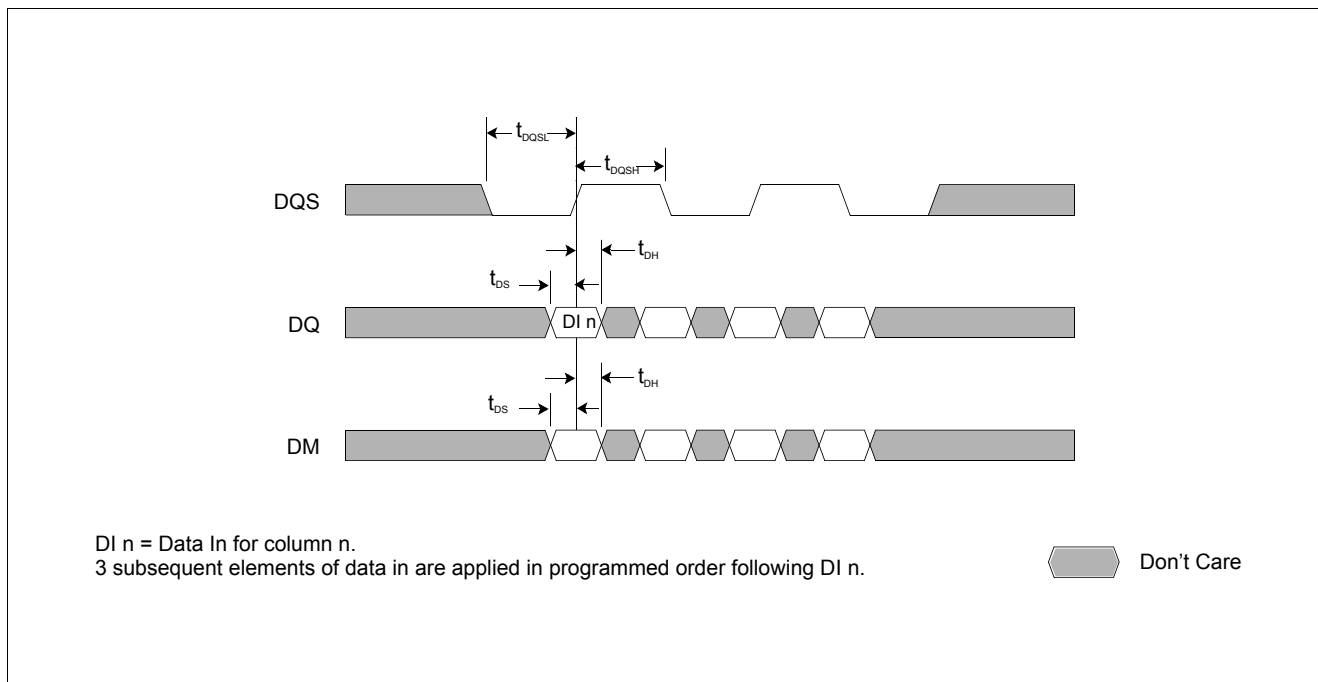 tDQSL
tDQSH
DQS
tDH
tDS
DQ
DI n
tDH
tDS
DM
DI n = Data In for column n.
3 subsequent elements of data in are applied in programmed order following DI n.
Don't Care